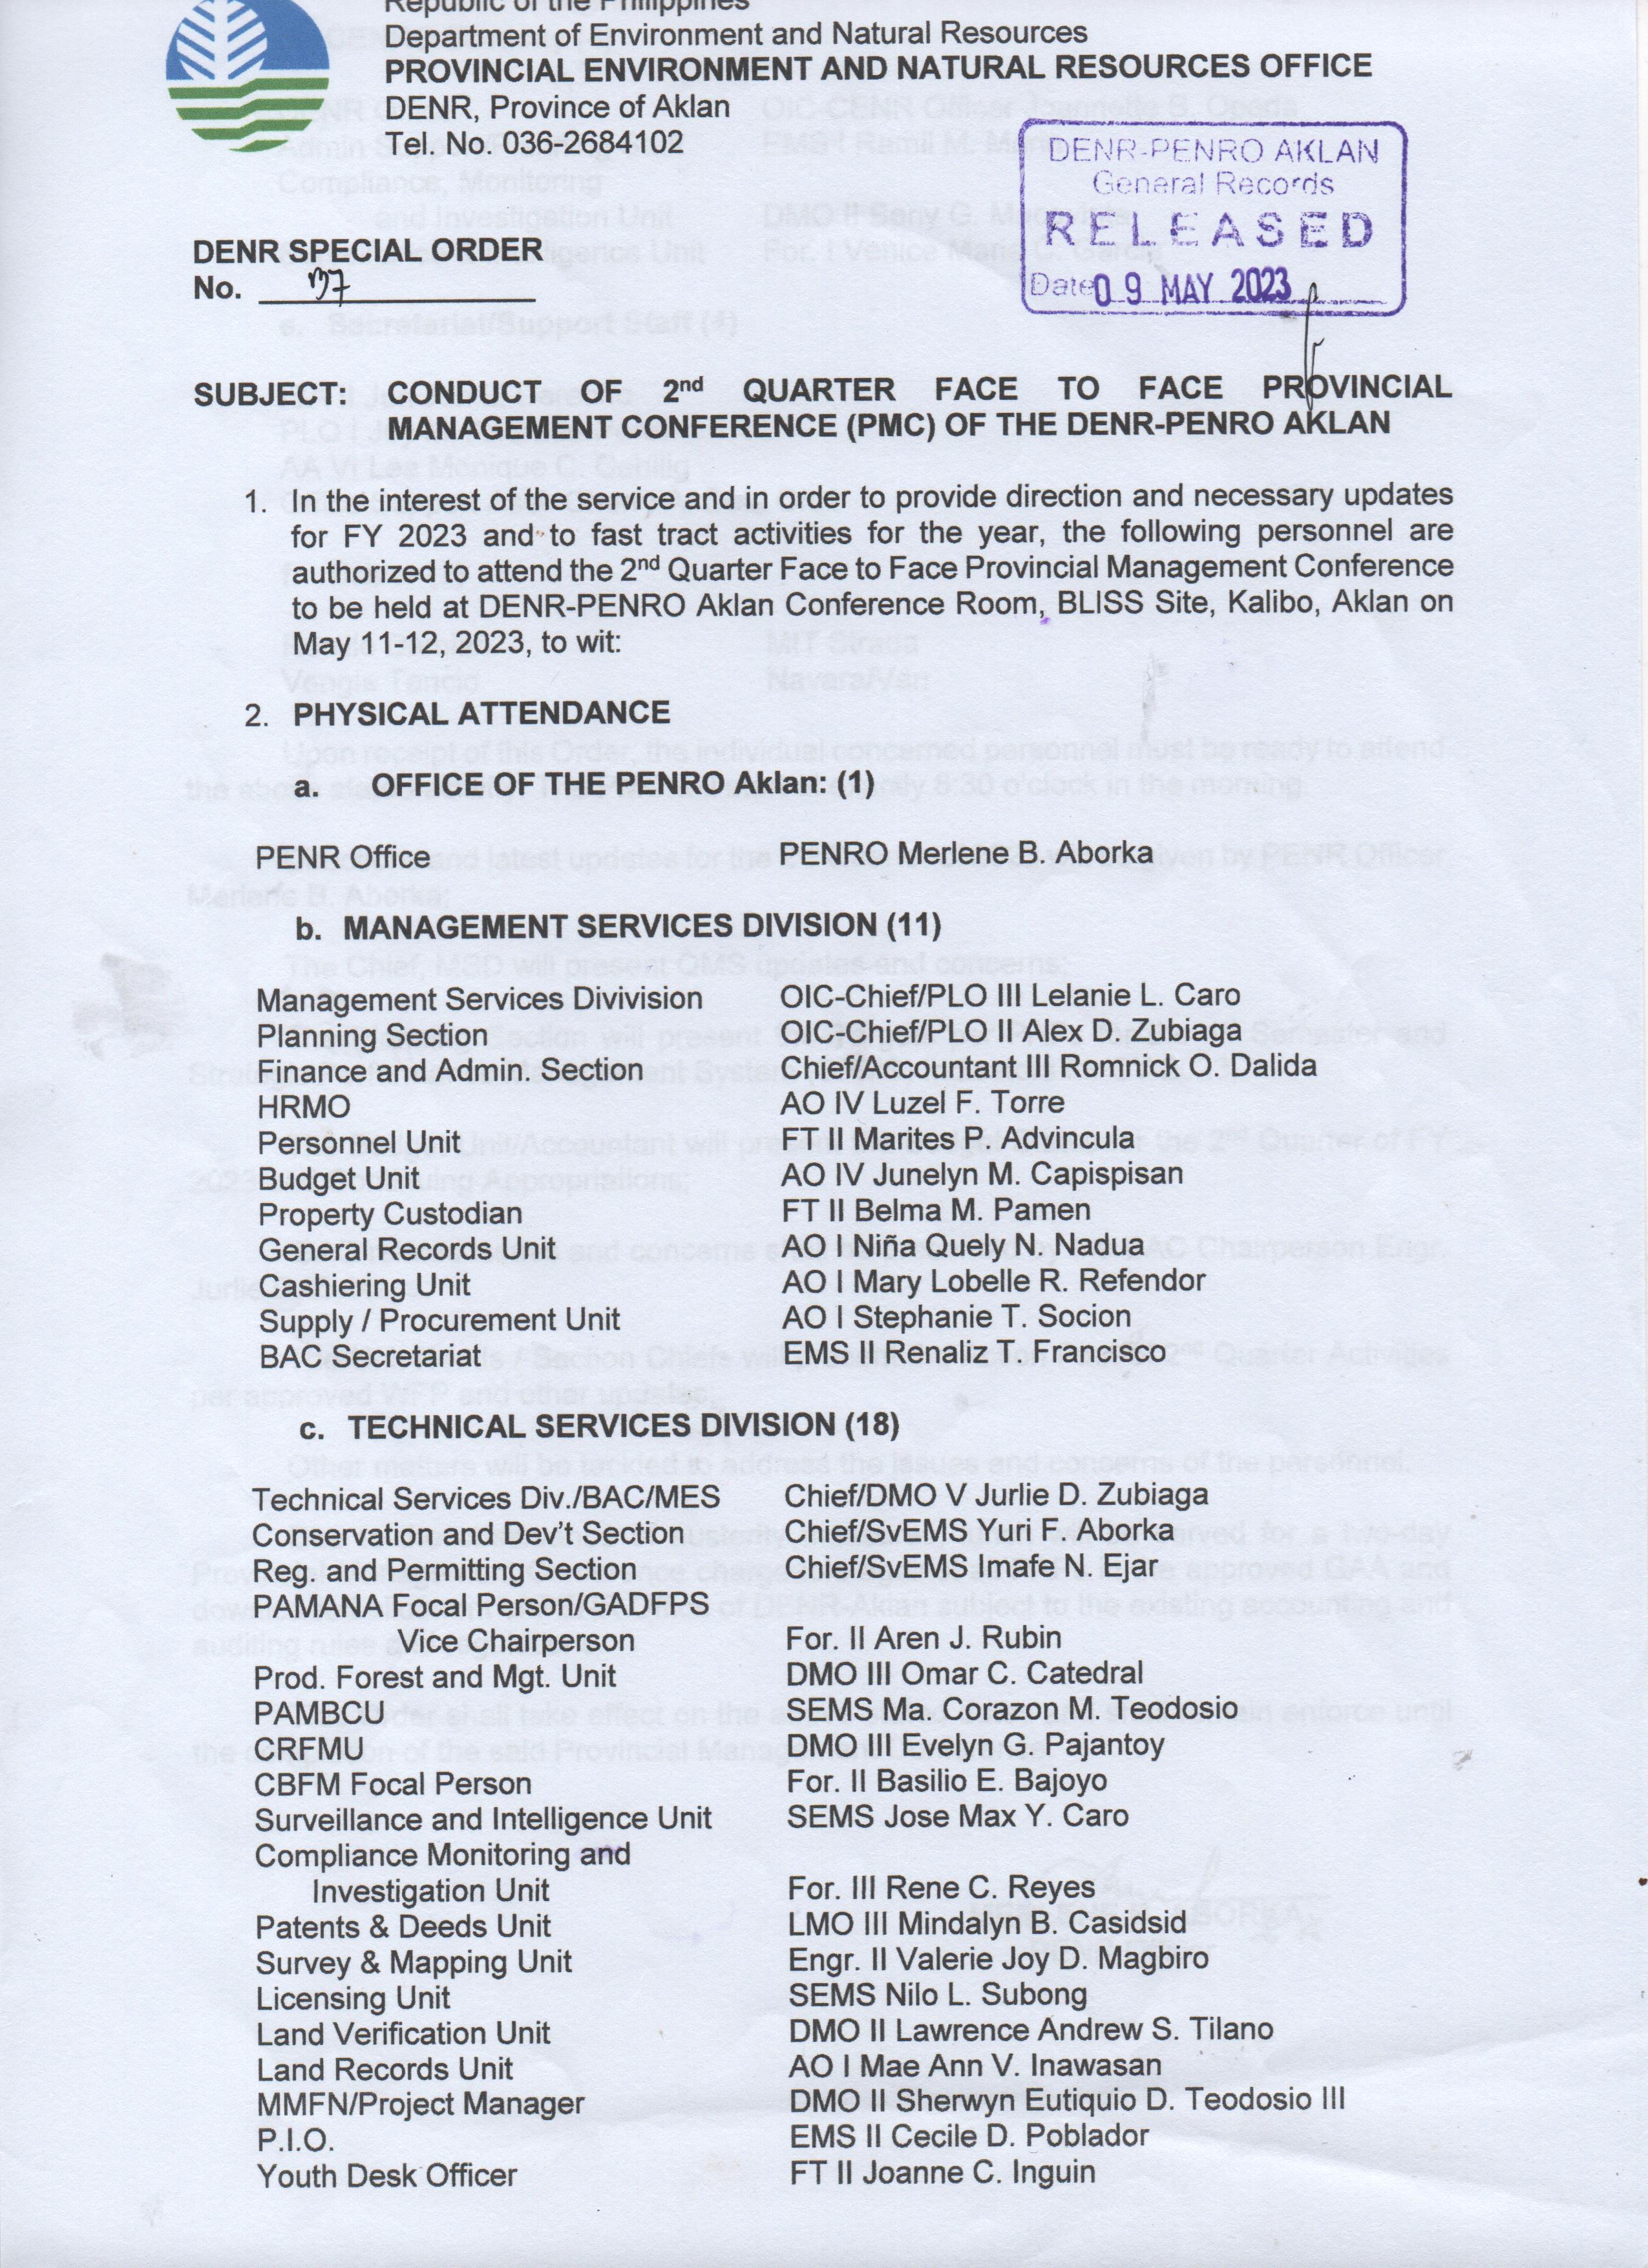 Republic of the Philippines
Department of Environment and Natural Resources
PROVINCIAL ENVIRONMENT AND NATURAL RESOURCES OFFICE
DENR, Province of Aklan
Tel. No. 036-2684102
DENR-PENRO AKLAN
General Records
RELEASED
Date 09 MAY 2023
DENR SPECIAL ORDER
No. 137
SUBJECT: CONDUCT OF 2nd QUARTER FACE TO FACE PROVINCIAL
MANAGEMENT CONFERENCE (PMC) OF THE DENR-PENRO AKLAN
1. In the interest of the service and in order to provide direction and necessary updates
for FY 2023 and to fast tract activities for the year, the following personnel are
authorized to attend the 2nd Quarter Face to Face Provincial Management Conference
to be held at DENR-PENRO Aklan Conference Room, BLISS Site, Kalibo, Aklan on
May 11-12, 2023, to wit:
2. PHYSICAL ATTENDANCE
a. OFFICE OF THE PENRO Aklan: (1)
PENR Office PENRO Merlene B. Aborka
b. MANAGEMENT SERVICES DIVISION (11)
Management Services Divivision OIC-Chief/PLO III Lelanie L. Caro
Planning Section OIC-Chief/PLO II Alex D. Zubiaga
Finance and Admin. Section Chief/Accountant III Romnick O. Dalida
HRMO AO IV Luzel F. Torre
Personnel Unit FT II Marites P. Advincula
Budget Unit AO IV Junelyn M. Capispisan
Property Custodian FT II Belma M. Pamen
General Records Unit AO I Niña Quely N. Nadua
Cashiering Unit AO I Mary Lobelle R. Refendor
Supply / Procurement Unit AO I Stephanie T. Socion
BAC Secretariat EMS II Renaliz T. Francisco
c. TECHNICAL SERVICES DIVISION (18)
Technical Services Div./BAC/MES Chief/DMO V Jurlie D. Zubiaga
Conservation and Dev't Section Chief/SvEMS Yuri F. Aborka
Reg. and Permitting Section Chief/SvEMS Imafe N. Ejar
PAMANA Focal Person/GADFPS
Vice Chairperson For. II Aren J. Rubin
Prod. Forest and Mgt. Unit DMO III Omar C. Catedral
PAMBCU SEMS Ma. Corazon M. Teodosio
CRFMU DMO III Evelyn G. Pajantoy
CBFM Focal Person For. II Basilio E. Bajoyo
Surveillance and Intelligence Unit SEMS Jose Max Y. Caro
Compliance Monitoring and
Investigation Unit For. III Rene C. Reyes
Patents & Deeds Unit LMO III Mindalyn B. Casidsid
Survey & Mapping Unit Engr. II Valerie Joy D. Magbiro
Licensing Unit SEMS Nilo L. Subong
Land Verification Unit DMO II Lawrence Andrew S. Tilano
Land Records Unit AO I Mae Ann V. Inawasan
MMFN/Project Manager DMO II Sherwyn Eutiquio D. Teodosio III
P.I.O. EMS II Cecile D. Poblador
Youth Desk Officer FT II Joanne C. Inguin